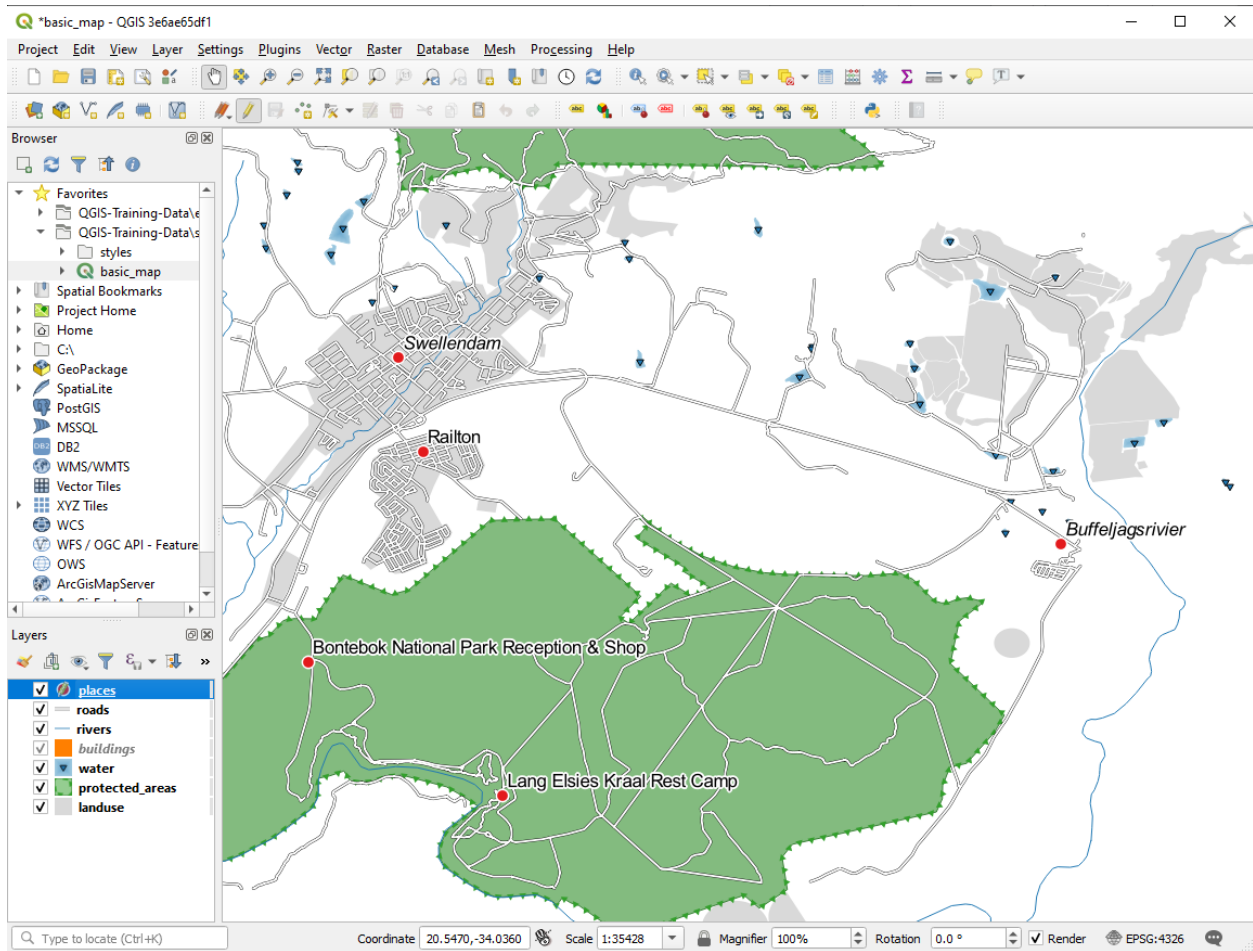 *basic_map - QGIS 3e6ae65df1
Project Edit View Layer Settings Plugins Vector Raster Database Mesh Processing Help
Browser
Favorites
QGIS-Training-Data\e
QGIS-Training-Data\s
styles
basic_map
Spatial Bookmarks
Project Home
Home
C:\
GeoPackage
SpatiaLite
PostGIS
MSSQL
DB2
WMS/WMTS
Vector Tiles
XYZ Tiles
WCS
WFS / OGC API - Feature
OWS
ArcGisMapServer
Layers
places
roads
rivers
buildings
water
protected_areas
landuse
Swellendam
Railton
Buffeljagsrivier
Bontebok National Park Reception & Shop
Lang Elsies Kraal Rest Camp
Type to locate (Ctrl+K) Coordinate 20.5470,-34.0360 Scale 1:35428 Magnifier 100% Rotation 0.0 ° Render EPSG:4326